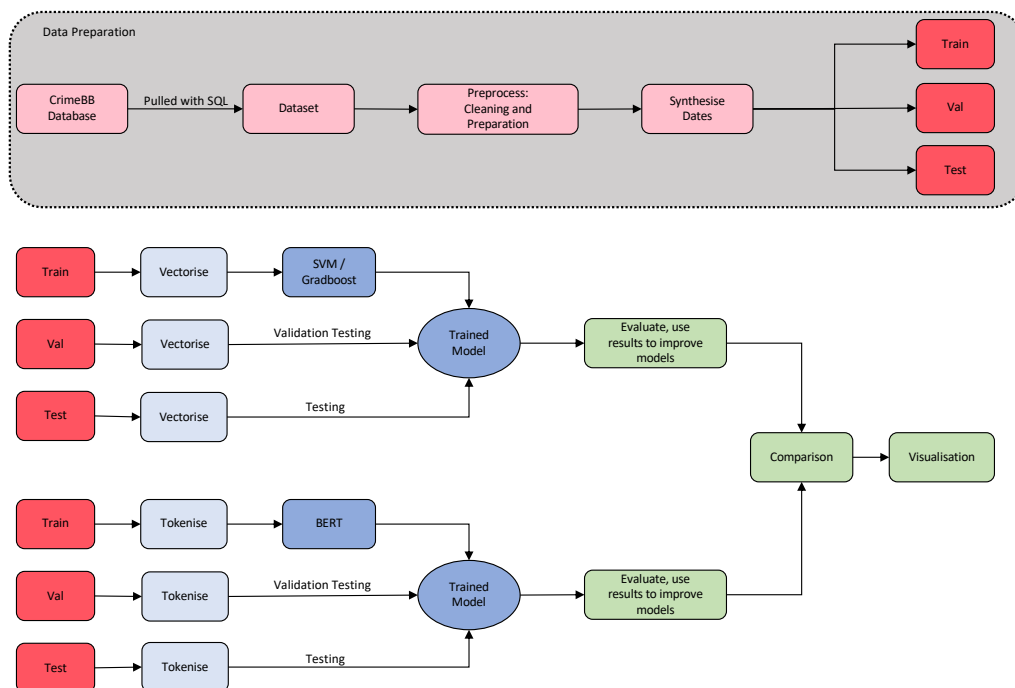 Data Preparation
Train
CrimeBB
Database
Pulled with SQL
Dataset
Preprocess:
Cleaning and
Preparation
Synthesise
Dates
Val
Test
Train
Vectorise
SVM /
Gradboost
Val
Vectorise
Validation Testing
Trained
Model
Evaluate, use
results to improve
models
Test
Vectorise
Testing
Comparison
Visualisation
Train
Tokenise
BERT
Val
Tokenise
Validation Testing
Trained
Model
Evaluate, use
results to improve
models
Test
Tokenise
Testing